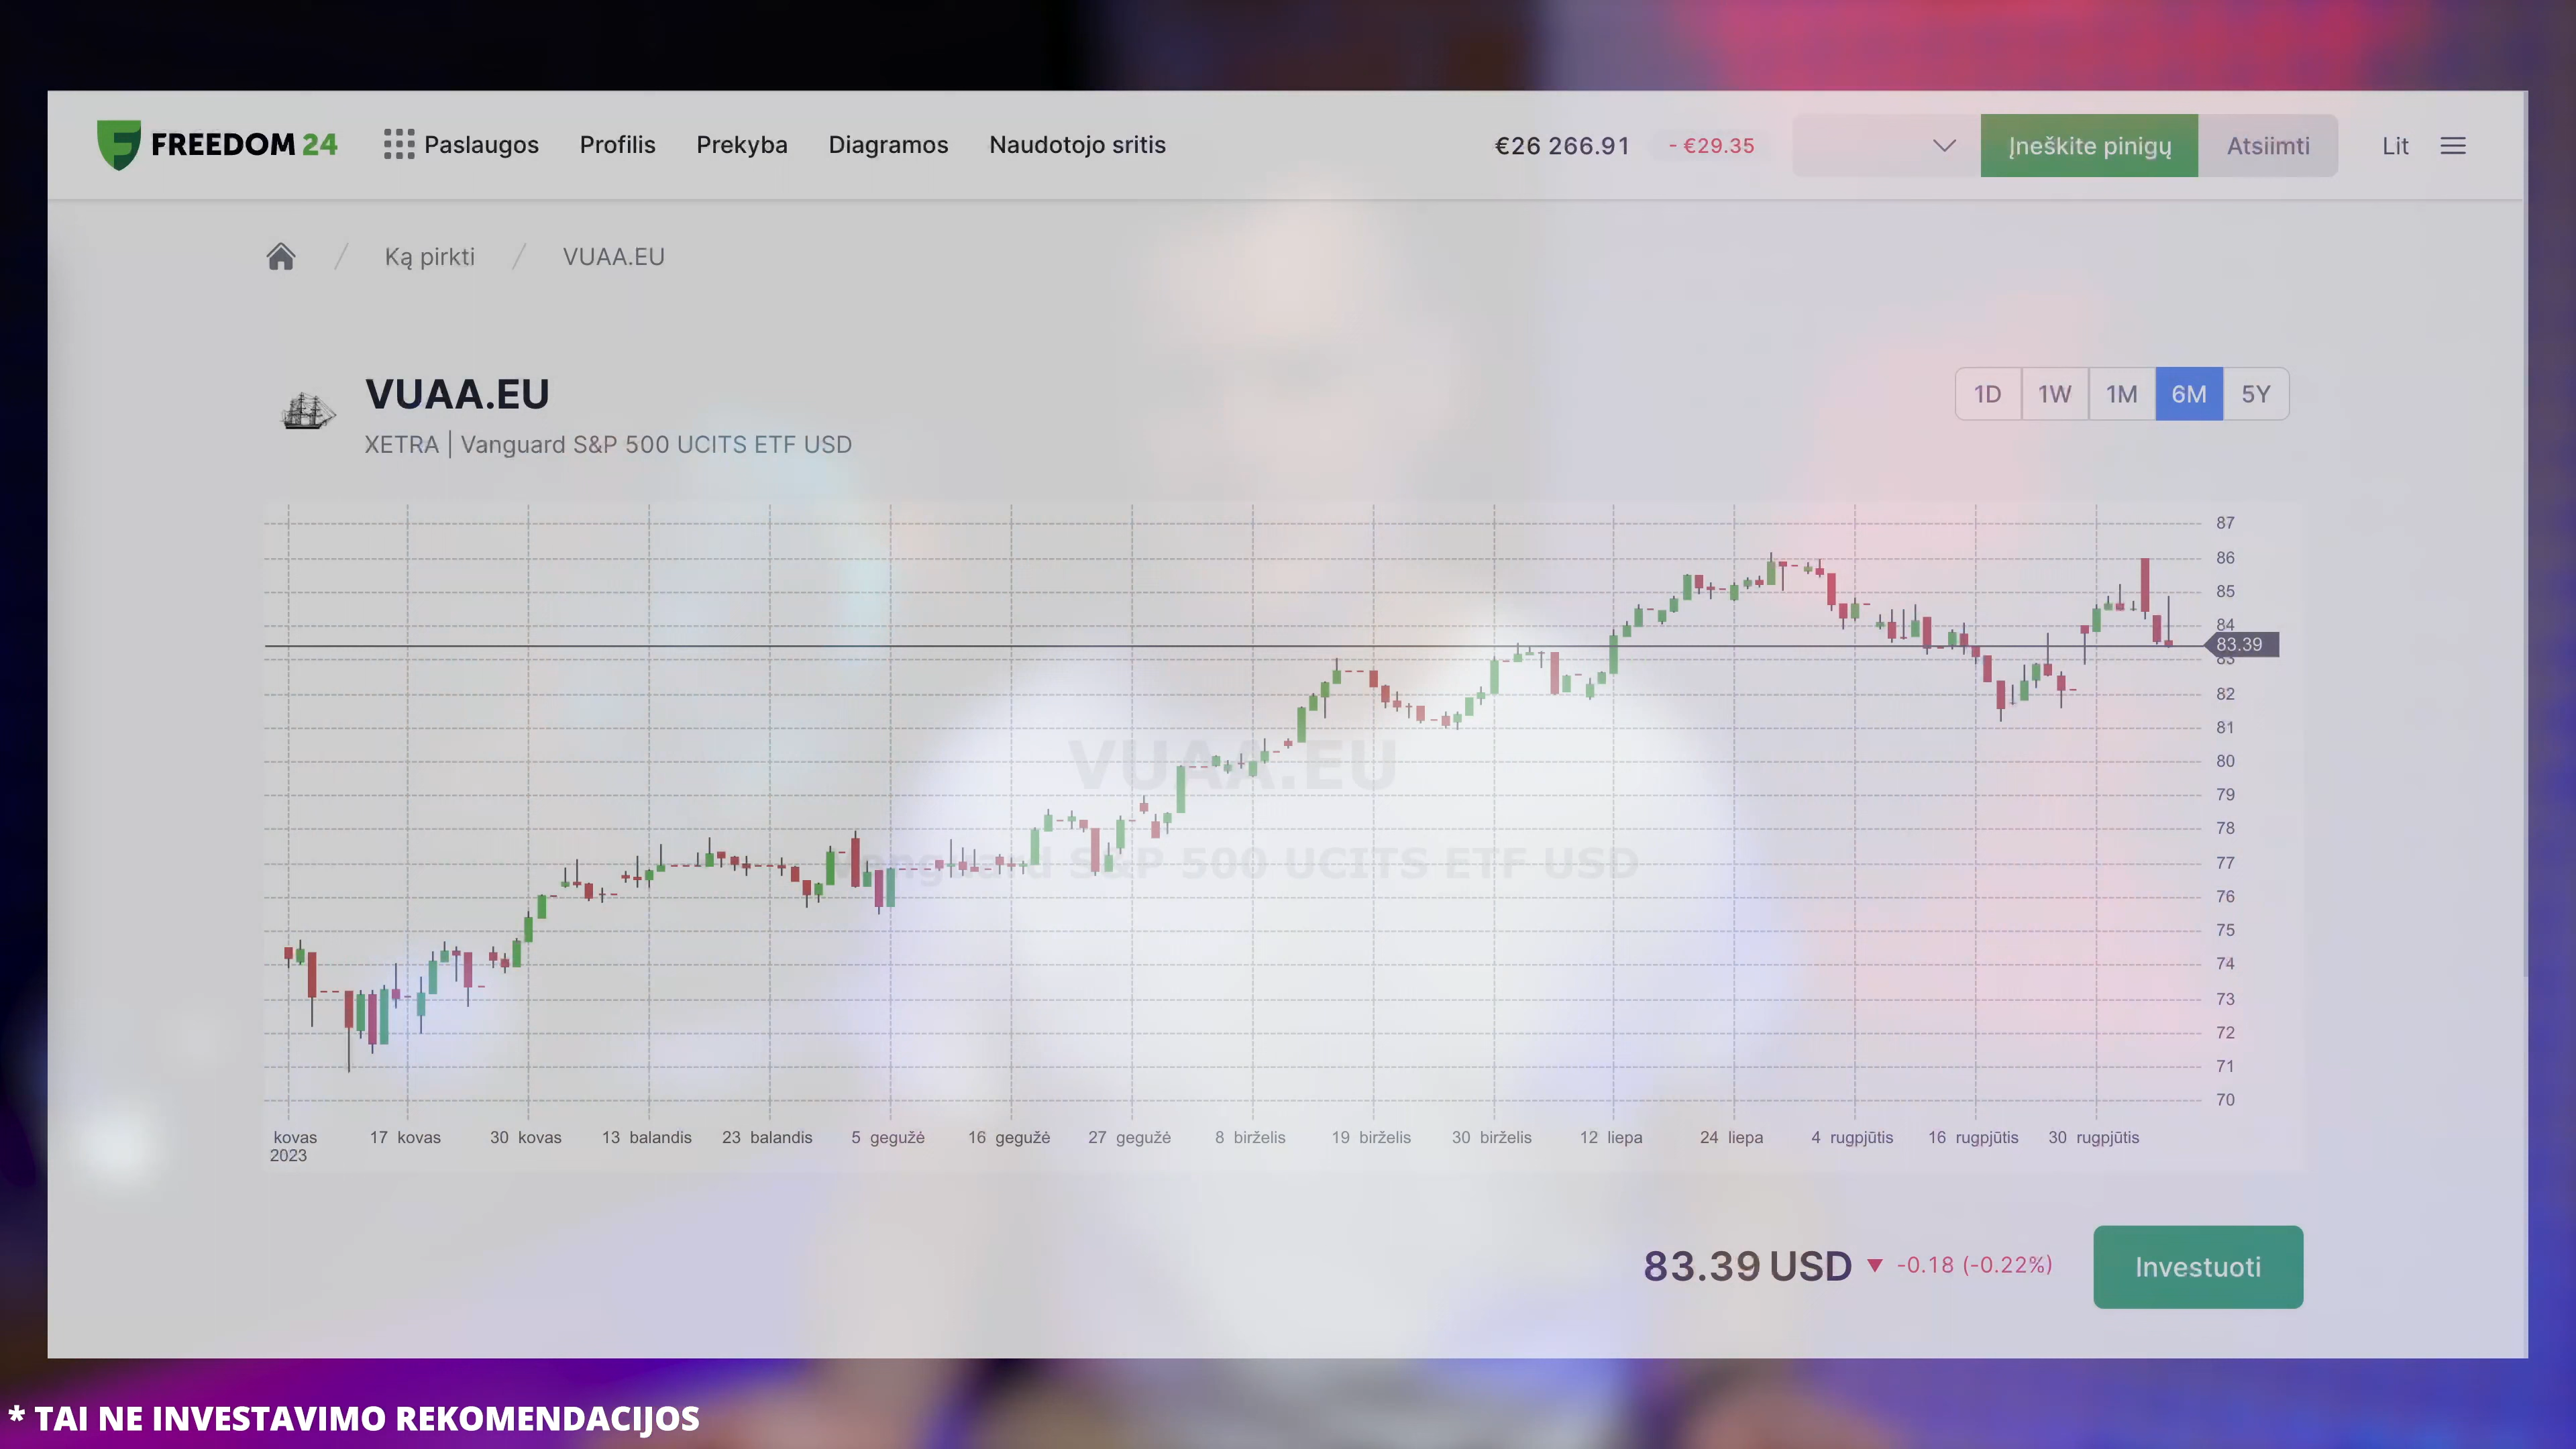 FREEDOM 24
Paslaugos Profilis Prekyba Diagramos Naudotojo sritis
€26 266.91 - €29.35 Įneškite pinigų Atsiimti Lit
Ką pirkti / VUAA.EU
VUAA.EU
XETRA | Vanguard S&P 500 UCITS ETF USD
1D 1W 1M 6M 5Y
87
86
85
84
83.39
83
82
81
80
79
78
77
76
75
74
73
72
71
70
VUAA.EU
Vanguard S&P 500 UCITS ETF USD
kovas 17 kovas 30 kovas 13 balandis 23 balandis 5 gegužė 16 gegužė 27 gegužė 8 birželis 19 birželis 30 birželis 12 liepa 24 liepa 4 rugpjūtis 16 rugpjūtis 30 rugpjūtis
2023
83.39 USD ▼ -0.18 (-0.22%) Investuoti
* TAI NE INVESTAVIMO REKOMENDACIJOS